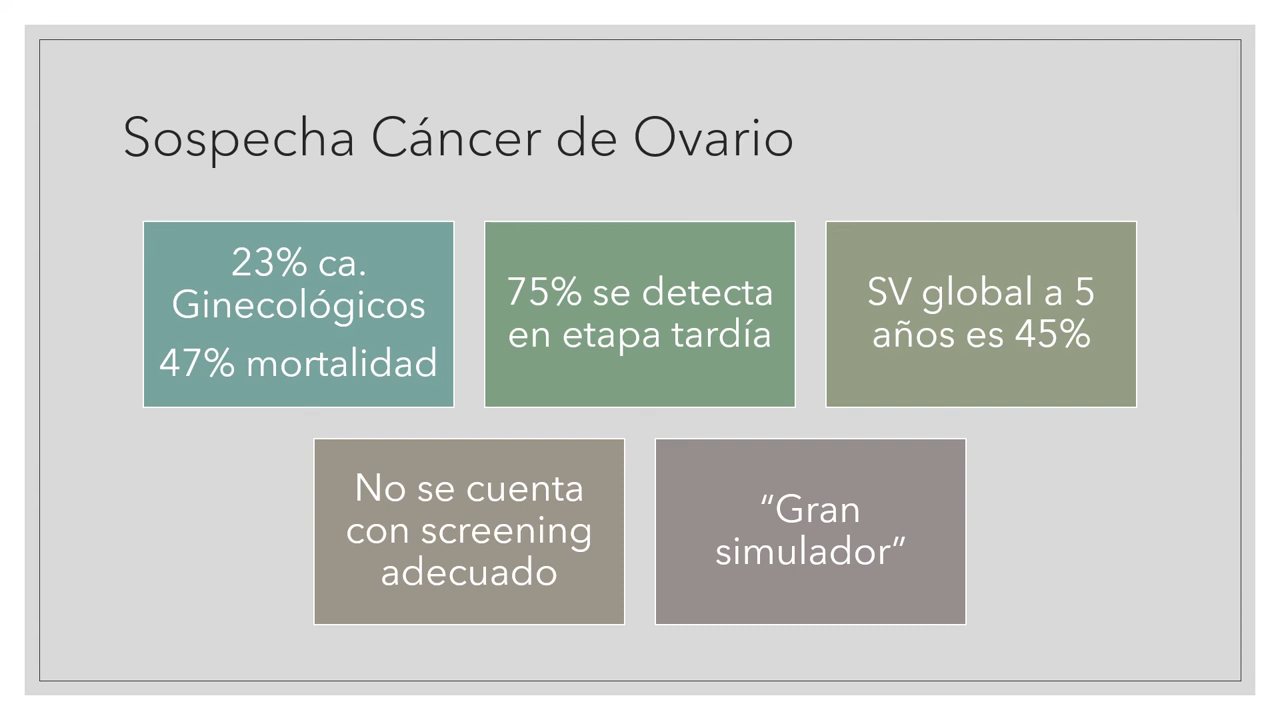 Sospecha Cáncer de Ovario
23% ca.
Ginecológicos
47% mortalidad
75% se detecta
en etapa tardía
SV global a 5
años es 45%
No se cuenta
con screening
adecuado
“Gran
simulador”